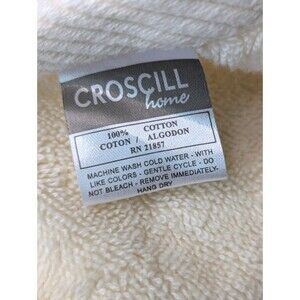 CROSCILL
home
100% COTTON
COTON / ALGODON
RN 21857
MACHINE WASH COLD WATER - WITH
LIKE COLORS - GENTLE CYCLE - DO
NOT BLEACH - REMOVE IMMEDIATELY.
HANG DRY